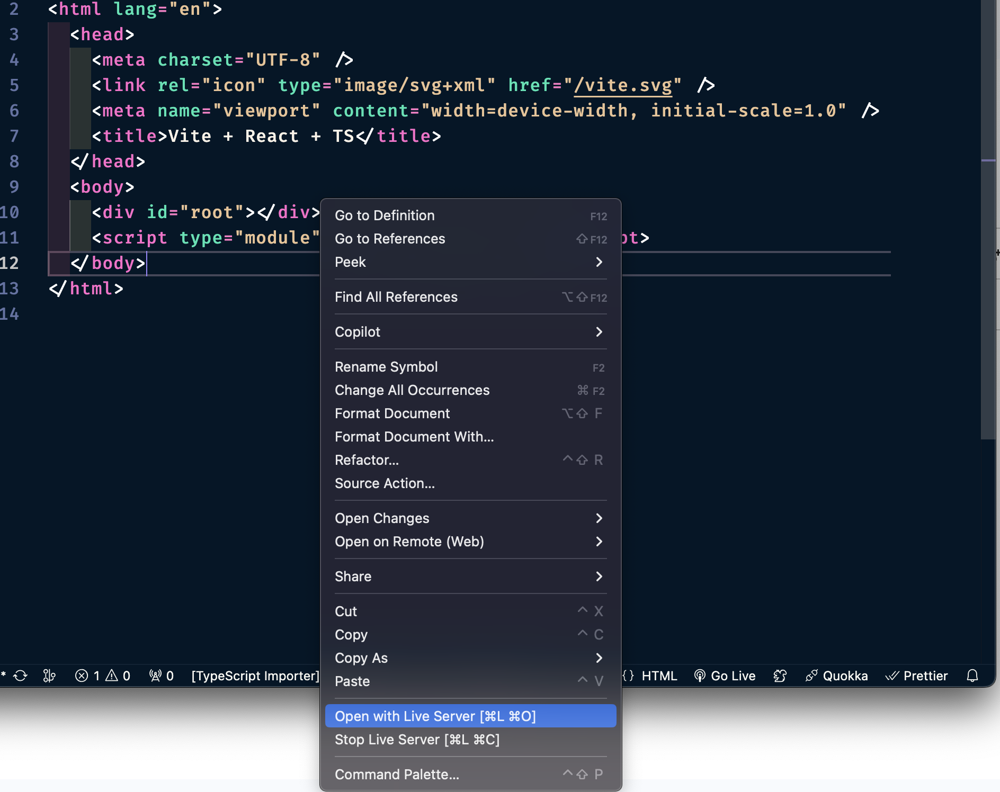 2 <html lang="en">
3 <head>
4 <meta charset="UTF-8" />
5 <link rel="icon" type="image/svg+xml" href="/vite.svg" />
6 <meta name="viewport" content="width=device-width, initial-scale=1.0" />
7 <title>Vite + React + TS</title>
8 </head>
9 <body>
10 <div id="root"></div>
11 <script type="module" pt>
12 </body>
13 </html>
14
Go to Definition F12
Go to References ⇧F12
Peek
Find All References ⌥⇧F12
Copilot
Rename Symbol F2
Change All Occurrences ⌘F2
Format Document ⌥⇧ F
Format Document With...
Refactor... ^⇧ R
Source Action...
Open Changes
Open on Remote (Web)
Share
Cut ^ X
Copy ^ C
Copy As
Paste ^ V
Open with Live Server [⌘L ⌘O]
Stop Live Server [⌘L ⌘C]
Command Palette... ^⇧ P
* 1 0 0 [TypeScript Importer] {} HTML Go Live Quokka Prettier